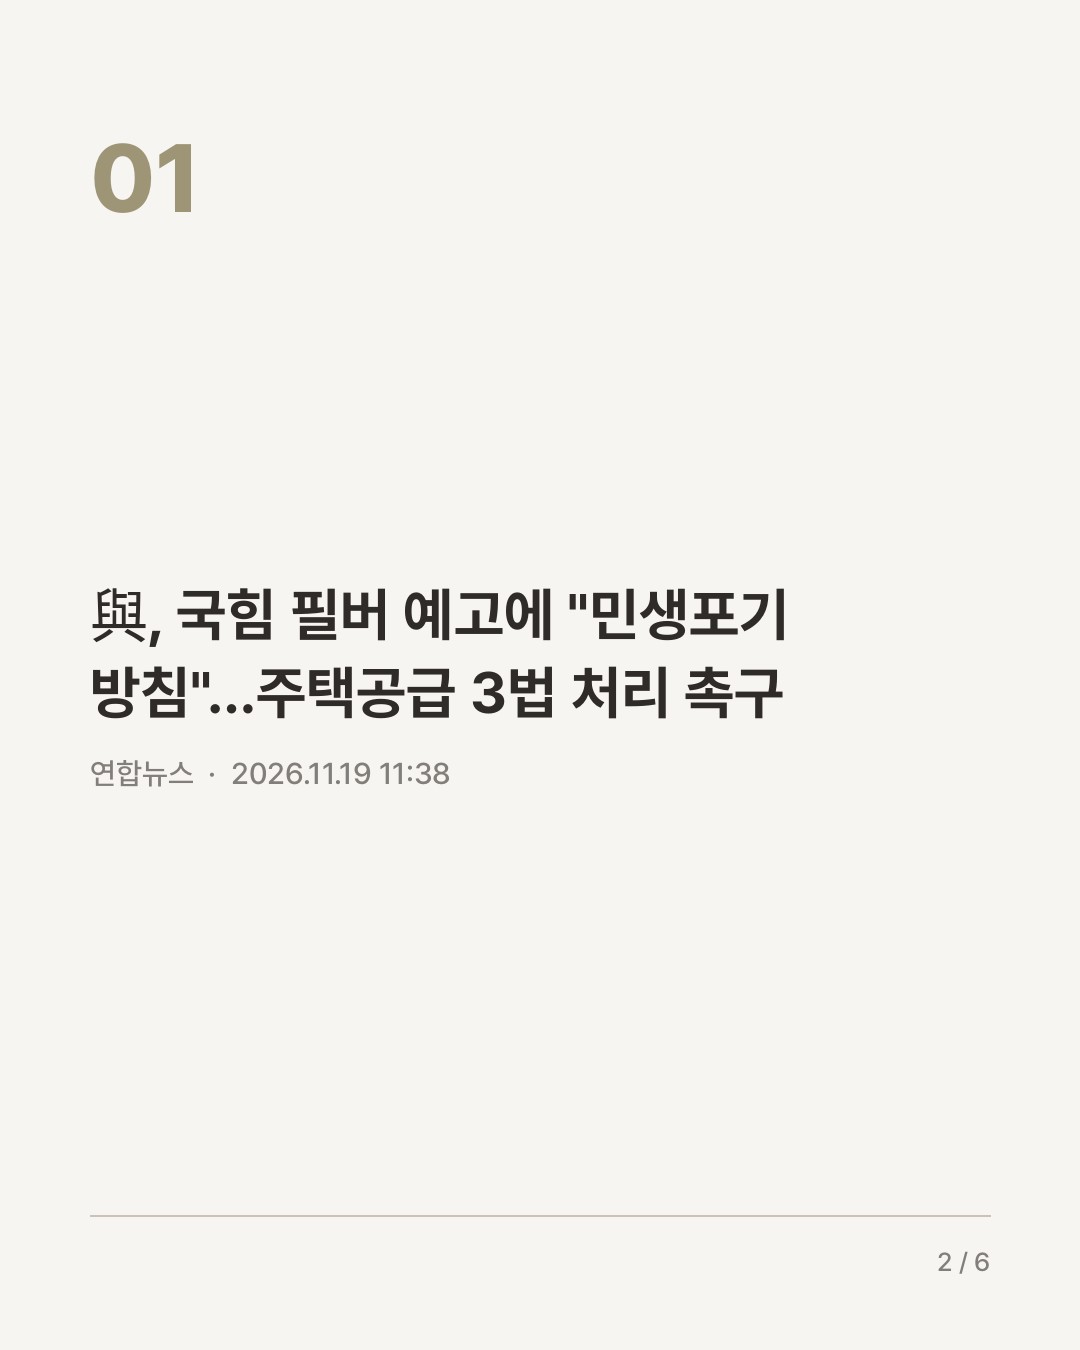 01
與, 국힘 필버 예고에 "민생포기
방침"…주택공급 3법 처리 촉구
연합뉴스 · 2026.11.19 11:38
2 / 6